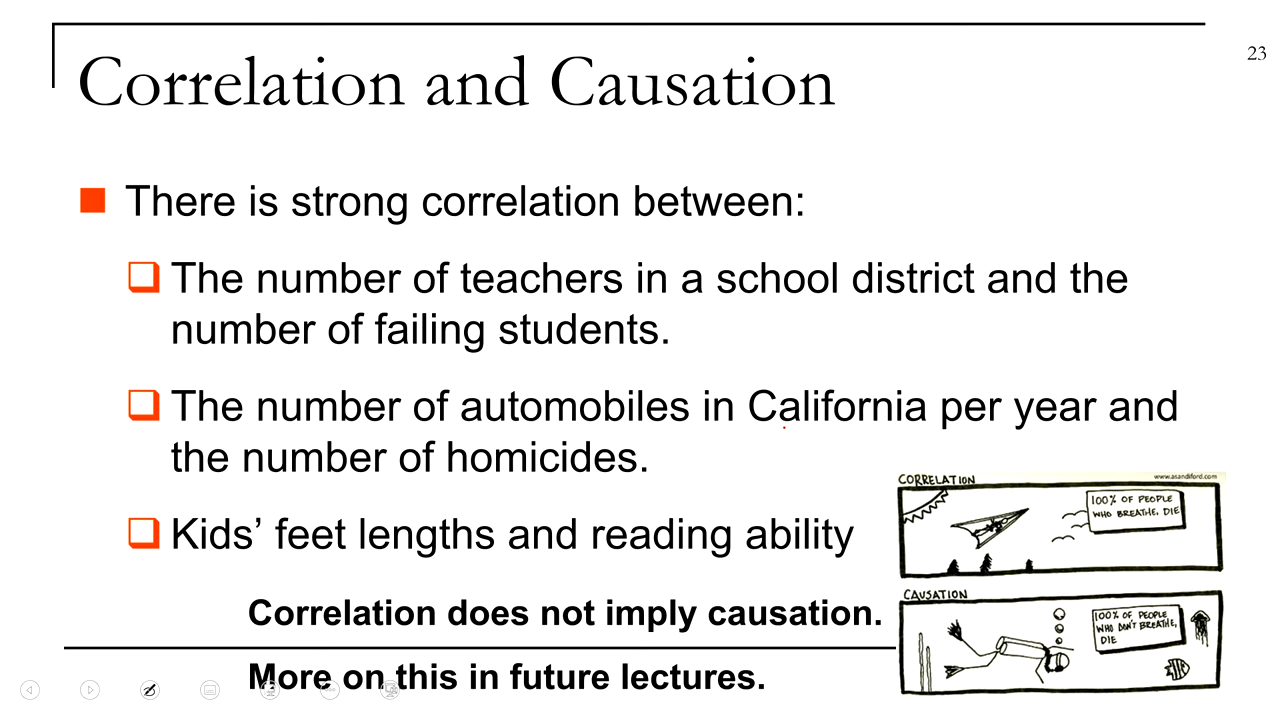 23
Correlation and Causation
There is strong correlation between:
The number of teachers in a school district and the
number of failing students.
The number of automobiles in California per year and
the number of homicides.
Kids’ feet lengths and reading ability
Correlation does not imply causation.
More on this in future lectures.
CORRELATION
www.asandiford.com
100% OF PEOPLE
WHO BREATHE, DIE
CAUSATION
100% OF PEOPLE
WHO DON'T BREATHE,
DIE